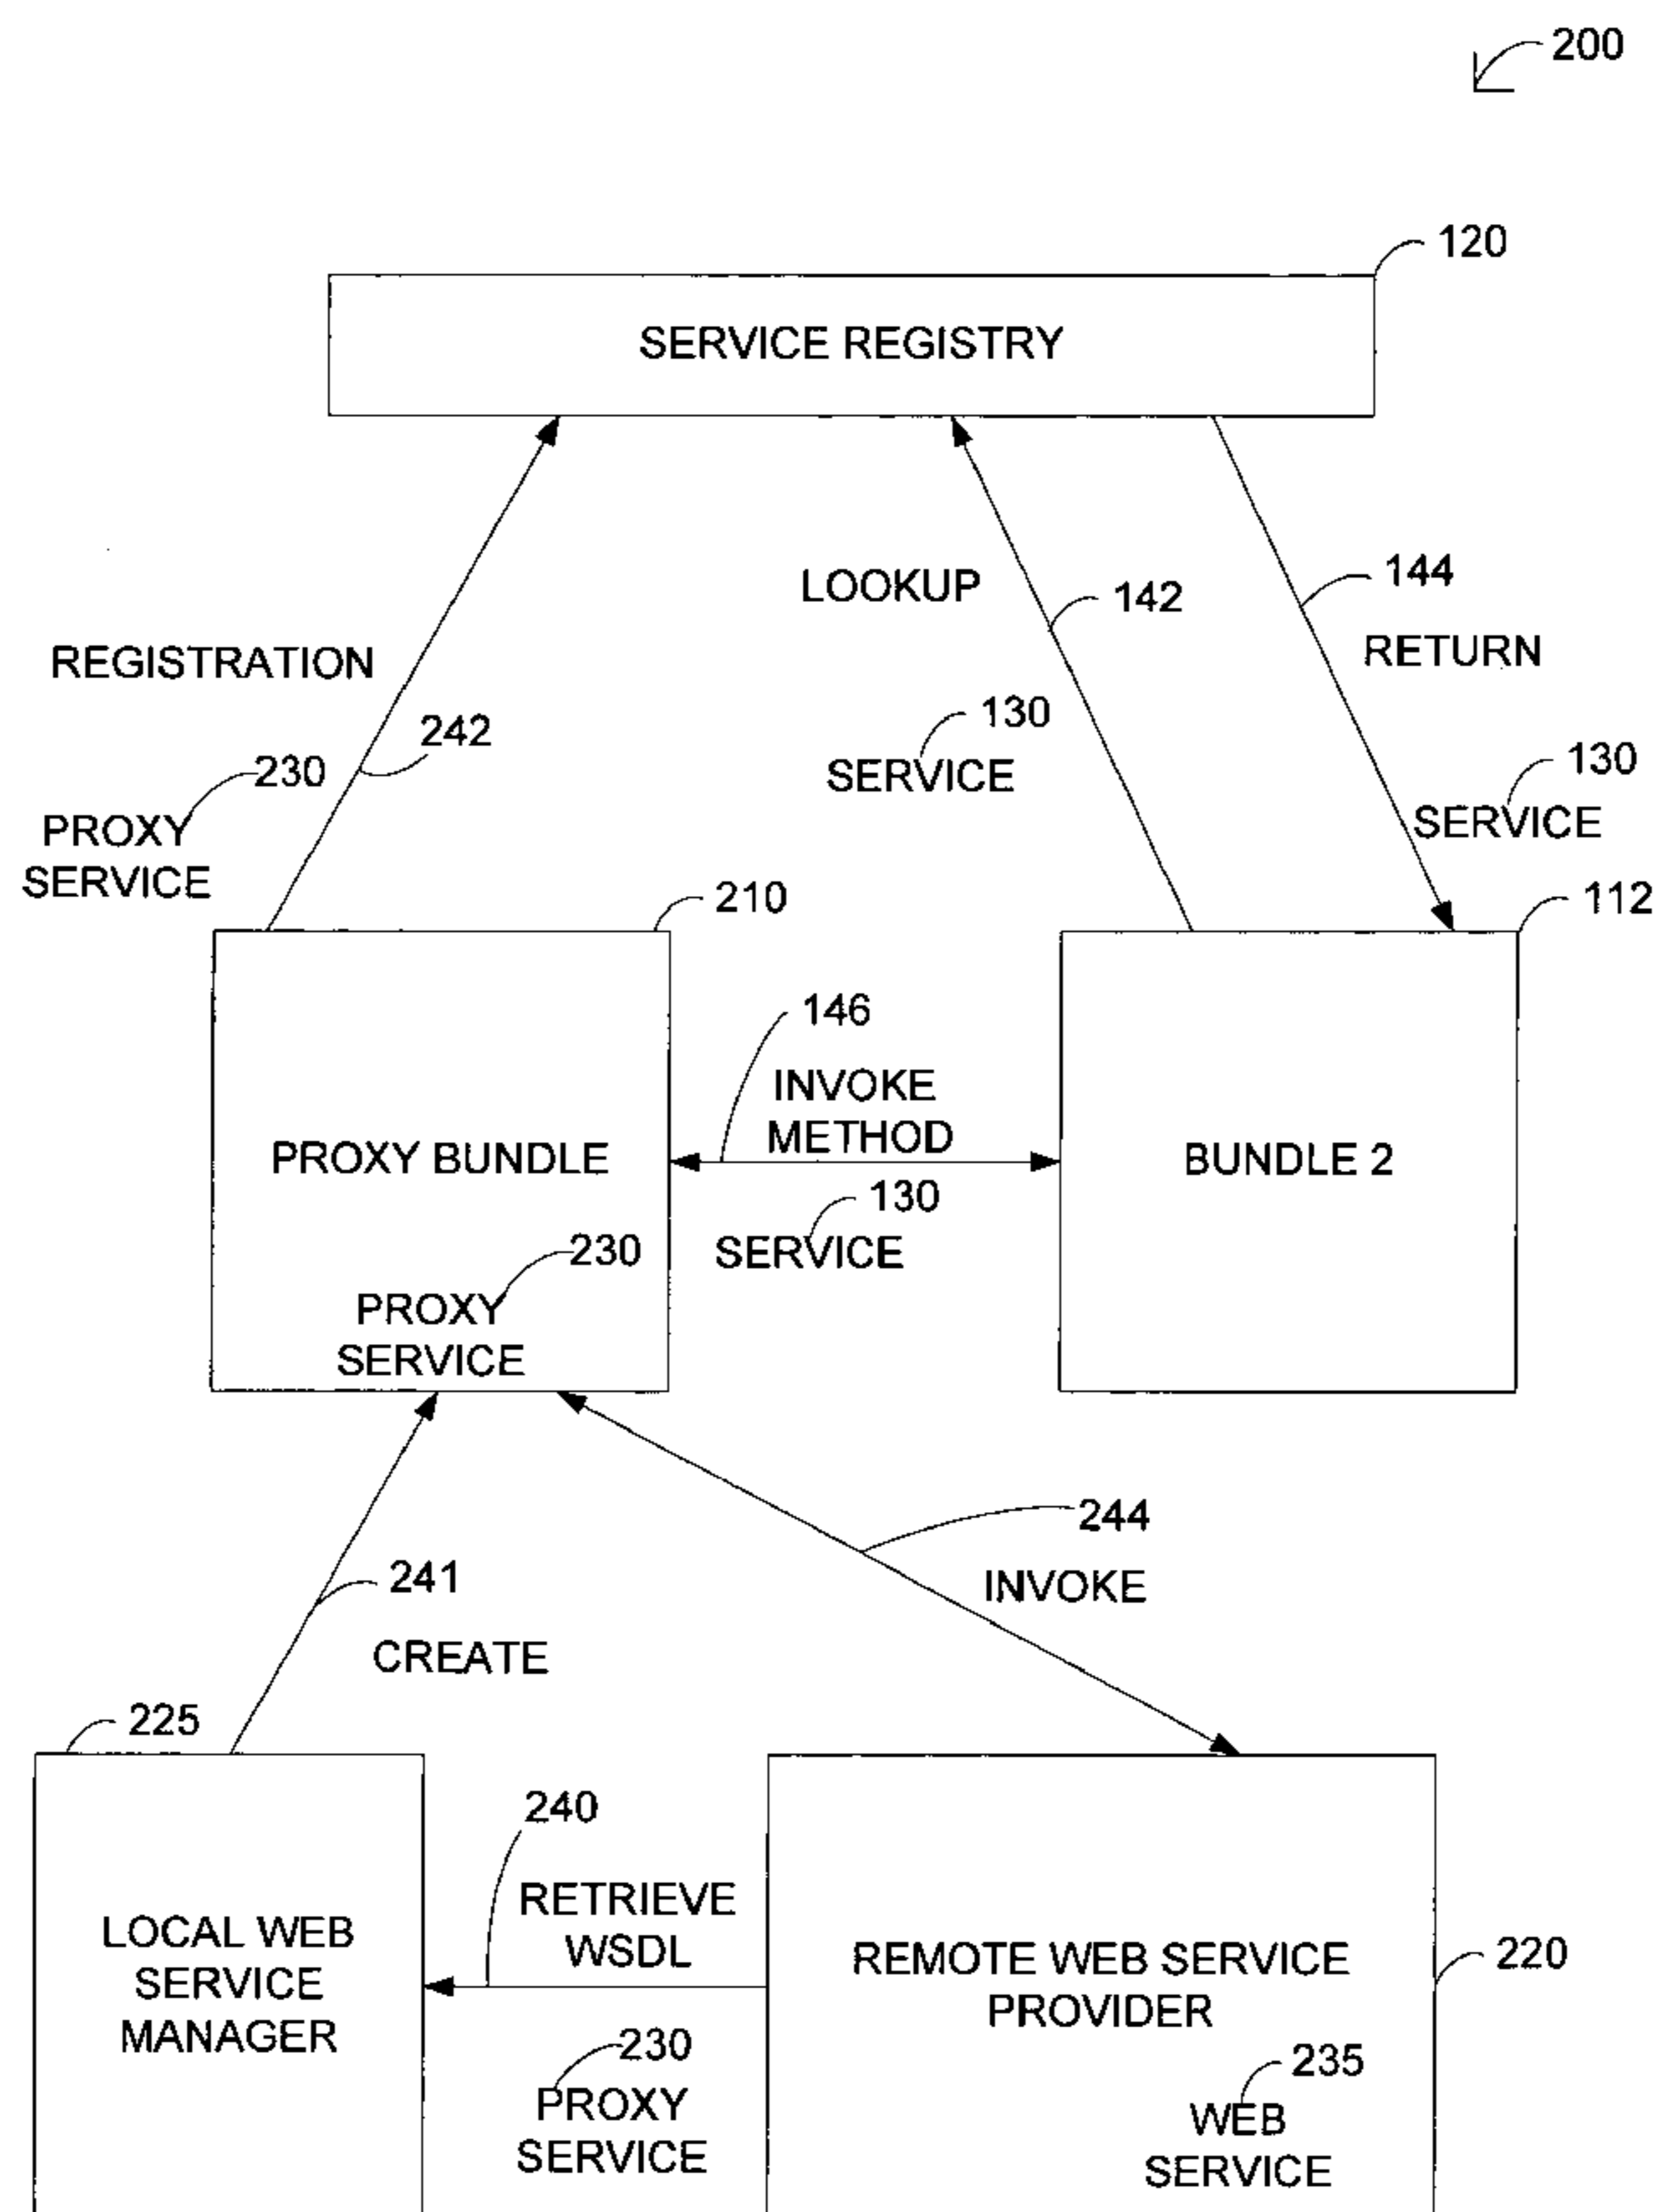 200
120
SERVICE REGISTRY
144
LOOKUP
142
RETURN
REGISTRATION
130
242
SERVICE
130
230
SERVICE
PROXY
SERVICE
210
112
146
INVOKE
METHOD
PROXY BUNDLE
BUNDLE 2
130
SERVICE
230
PROXY
SERVICE
244
INVOKE
241
CREATE
225
240
RETRIEVE
WSDL
LOCAL WEB
SERVICE
MANAGER
REMOTE WEB SERVICE
PROVIDER
220
230
PROXY
SERVICE
235
WEB
SERVICE